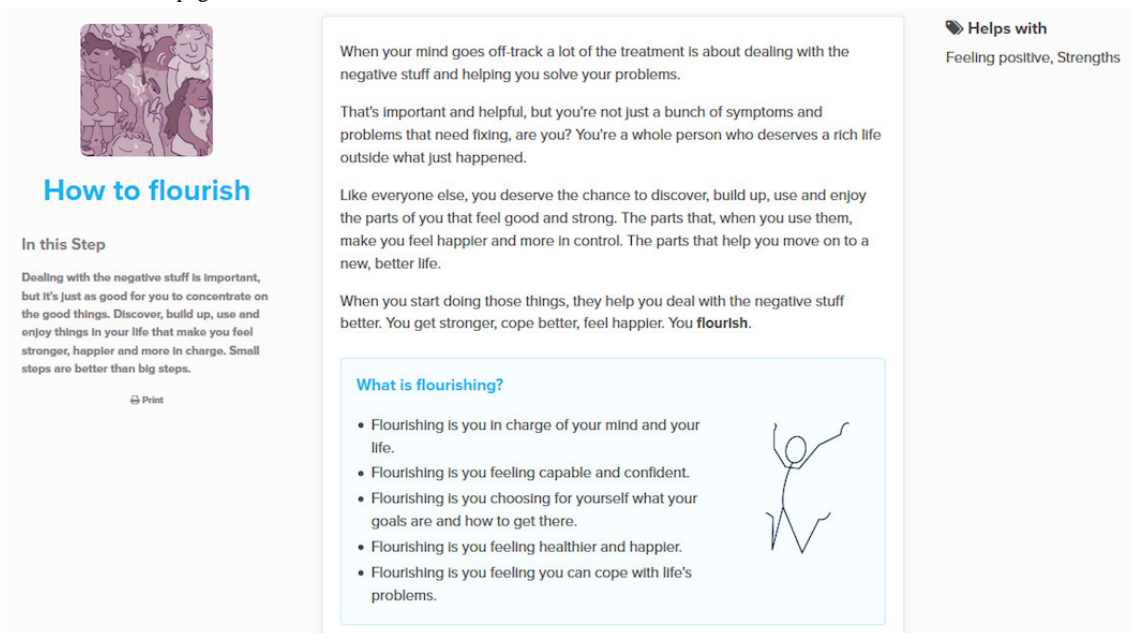 How to flourish
In this Step
Dealing with the negative stuff is important,
but it's just as good for you to concentrate on
the good things. Discover, build up, use and
enjoy things in your life that make you feel
stronger, happier and more in charge. Small
steps are better than big steps.
Print
When your mind goes off-track a lot of the treatment is about dealing with the
negative stuff and helping you solve your problems.
That's important and helpful, but you're not just a bunch of symptoms and
problems that need fixing, are you? You're a whole person who deserves a rich life
outside what just happened.
Like everyone else, you deserve the chance to discover, build up, use and enjoy
the parts of you that feel good and strong. The parts that, when you use them,
make you feel happier and more in control. The parts that help you move on to a
new, better life.
When you start doing those things, they help you deal with the negative stuff
better. You get stronger, cope better, feel happier. You flourish.
What is flourishing?
• Flourishing is you in charge of your mind and your
life.
• Flourishing is you feeling capable and confident.
• Flourishing is you choosing for yourself what your
goals are and how to get there.
• Flourishing is you feeling healthier and happier.
• Flourishing is you feeling you can cope with life's
problems.
Helps with
Feeling positive, Strengths